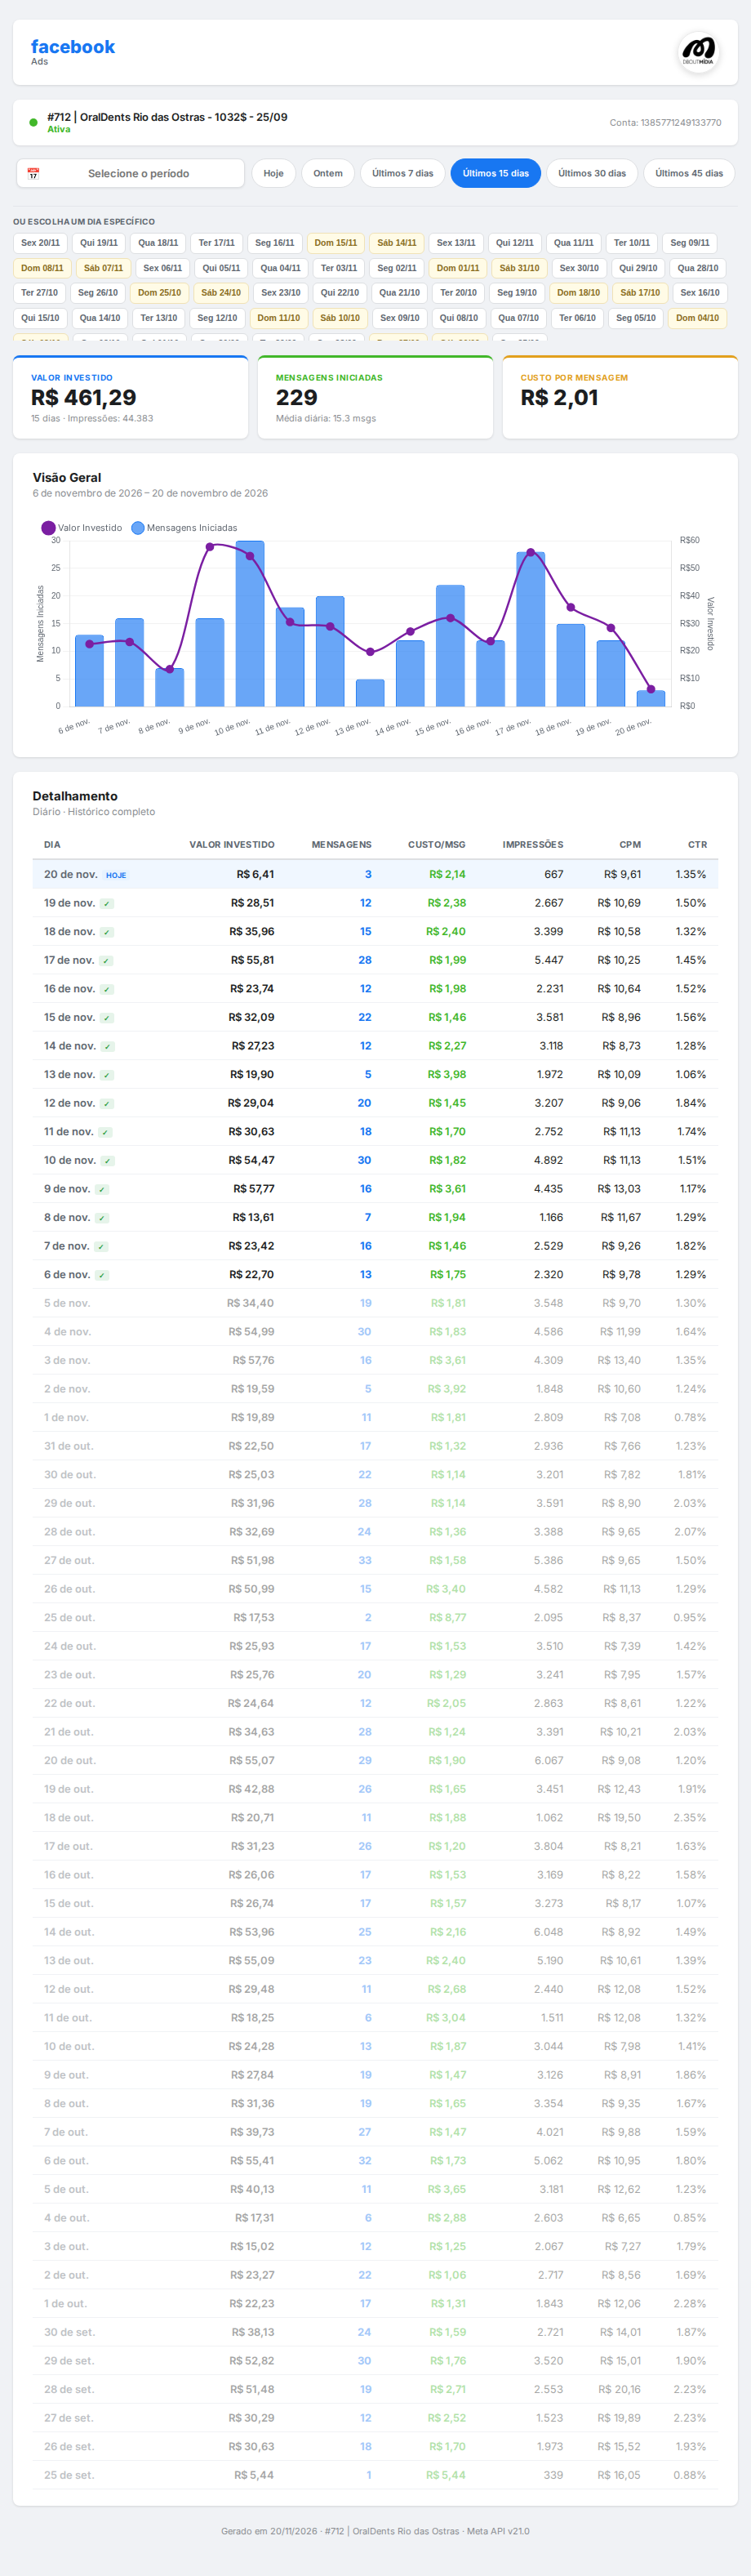 facebook
Ads
DBOUTMÍDIA
#712 | OralDents Rio das Ostras - 1032$ - 25/09
Ativa
Conta: 1385771249133770
Selecione o período
Hoje
Ontem
Últimos 7 dias
Últimos 15 dias
Últimos 30 dias
Últimos 45 dias
OU ESCOLHA UM DIA ESPECÍFICO
Sex 20/11 Qui 19/11 Qua 18/11 Ter 17/11 Seg 16/11 Dom 15/11 Sáb 14/11 Sex 13/11 Qui 12/11 Qua 11/11 Ter 10/11 Seg 09/11
Dom 08/11 Sáb 07/11 Sex 06/11 Qui 05/11 Qua 04/11 Ter 03/11 Seg 02/11 Dom 01/11 Sáb 31/10 Sex 30/10 Qui 29/10 Qua 28/10
Ter 27/10 Seg 26/10 Dom 25/10 Sáb 24/10 Sex 23/10 Qui 22/10 Qua 21/10 Ter 20/10 Seg 19/10 Dom 18/10 Sáb 17/10 Sex 16/10
Qui 15/10 Qua 14/10 Ter 13/10 Seg 12/10 Dom 11/10 Sáb 10/10 Sex 09/10 Qui 08/10 Qua 07/10 Ter 06/10 Seg 05/10 Dom 04/10
VALOR INVESTIDO
R$ 461,29
15 dias · Impressões: 44.383
MENSAGENS INICIADAS
229
Média diária: 15.3 msgs
CUSTO POR MENSAGEM
R$ 2,01
Visão Geral
6 de novembro de 2026 – 20 de novembro de 2026
Valor Investido Mensagens Iniciadas
Mensagens Iniciadas
30
25
20
15
10
5
0
R$60
R$50
R$40
R$30
R$20
R$10
R$0
Valor Investido
6 de nov. 7 de nov. 8 de nov. 9 de nov. 10 de nov. 11 de nov. 12 de nov. 13 de nov. 14 de nov. 15 de nov. 16 de nov. 17 de nov. 18 de nov. 19 de nov. 20 de nov.
Detalhamento
Diário · Histórico completo
DIA VALOR INVESTIDO MENSAGENS CUSTO/MSG IMPRESSÕES CPM CTR
20 de nov. HOJE R$ 6,41 3 R$ 2,14 667 R$ 9,61 1.35%
19 de nov. ✓ R$ 28,51 12 R$ 2,38 2.667 R$ 10,69 1.50%
18 de nov. ✓ R$ 35,96 15 R$ 2,40 3.399 R$ 10,58 1.32%
17 de nov. ✓ R$ 55,81 28 R$ 1,99 5.447 R$ 10,25 1.45%
16 de nov. ✓ R$ 23,74 12 R$ 1,98 2.231 R$ 10,64 1.52%
15 de nov. ✓ R$ 32,09 22 R$ 1,46 3.581 R$ 8,96 1.56%
14 de nov. ✓ R$ 27,23 12 R$ 2,27 3.118 R$ 8,73 1.28%
13 de nov. ✓ R$ 19,90 5 R$ 3,98 1.972 R$ 10,09 1.06%
12 de nov. ✓ R$ 29,04 20 R$ 1,45 3.207 R$ 9,06 1.84%
11 de nov. ✓ R$ 30,63 18 R$ 1,70 2.752 R$ 11,13 1.74%
10 de nov. ✓ R$ 54,47 30 R$ 1,82 4.892 R$ 11,13 1.51%
9 de nov. ✓ R$ 57,77 16 R$ 3,61 4.435 R$ 13,03 1.17%
8 de nov. ✓ R$ 13,61 7 R$ 1,94 1.166 R$ 11,67 1.29%
7 de nov. ✓ R$ 23,42 16 R$ 1,46 2.529 R$ 9,26 1.82%
6 de nov. ✓ R$ 22,70 13 R$ 1,75 2.320 R$ 9,78 1.29%
5 de nov. R$ 34,40 19 R$ 1,81 3.548 R$ 9,70 1.30%
4 de nov. R$ 54,99 30 R$ 1,83 4.586 R$ 11,99 1.64%
3 de nov. R$ 57,76 16 R$ 3,61 4.309 R$ 13,40 1.35%
2 de nov. R$ 19,59 5 R$ 3,92 1.848 R$ 10,60 1.24%
1 de nov. R$ 19,89 11 R$ 1,81 2.809 R$ 7,08 0.78%
31 de out. R$ 22,50 17 R$ 1,32 2.936 R$ 7,66 1.23%
30 de out. R$ 25,03 22 R$ 1,14 3.201 R$ 7,82 1.81%
29 de out. R$ 31,96 28 R$ 1,14 3.591 R$ 8,90 2.03%
28 de out. R$ 32,69 24 R$ 1,36 3.388 R$ 9,65 2.07%
27 de out. R$ 51,98 33 R$ 1,58 5.386 R$ 9,65 1.50%
26 de out. R$ 50,99 15 R$ 3,40 4.582 R$ 11,13 1.29%
25 de out. R$ 17,53 2 R$ 8,77 2.095 R$ 8,37 0.95%
24 de out. R$ 25,93 17 R$ 1,53 3.510 R$ 7,39 1.42%
23 de out. R$ 25,76 20 R$ 1,29 3.241 R$ 7,95 1.57%
22 de out. R$ 24,64 12 R$ 2,05 2.863 R$ 8,61 1.22%
21 de out. R$ 34,63 28 R$ 1,24 3.391 R$ 10,21 2.03%
20 de out. R$ 55,07 29 R$ 1,90 6.067 R$ 9,08 1.20%
19 de out. R$ 42,88 26 R$ 1,65 3.451 R$ 12,43 1.91%
18 de out. R$ 20,71 11 R$ 1,88 1.062 R$ 19,50 2.35%
17 de out. R$ 31,23 26 R$ 1,20 3.804 R$ 8,21 1.63%
16 de out. R$ 26,06 17 R$ 1,53 3.169 R$ 8,22 1.58%
15 de out. R$ 26,74 17 R$ 1,57 3.273 R$ 8,17 1.07%
14 de out. R$ 53,96 25 R$ 2,16 6.048 R$ 8,92 1.49%
13 de out. R$ 55,09 23 R$ 2,40 5.190 R$ 10,61 1.39%
12 de out. R$ 29,48 11 R$ 2,68 2.440 R$ 12,08 1.52%
11 de out. R$ 18,25 6 R$ 3,04 1.511 R$ 12,08 1.32%
10 de out. R$ 24,28 13 R$ 1,87 3.044 R$ 7,98 1.41%
9 de out. R$ 27,84 19 R$ 1,47 3.126 R$ 8,91 1.86%
8 de out. R$ 31,36 19 R$ 1,65 3.354 R$ 9,35 1.67%
7 de out. R$ 39,73 27 R$ 1,47 4.021 R$ 9,88 1.59%
6 de out. R$ 55,41 32 R$ 1,73 5.062 R$ 10,95 1.80%
5 de out. R$ 40,13 11 R$ 3,65 3.181 R$ 12,62 1.23%
4 de out. R$ 17,31 6 R$ 2,88 2.603 R$ 6,65 0.85%
3 de out. R$ 15,02 12 R$ 1,25 2.067 R$ 7,27 1.79%
2 de out. R$ 23,27 22 R$ 1,06 2.717 R$ 8,56 1.69%
1 de out. R$ 22,23 17 R$ 1,31 1.843 R$ 12,06 2.28%
30 de set. R$ 38,13 24 R$ 1,59 2.721 R$ 14,01 1.87%
29 de set. R$ 52,82 30 R$ 1,76 3.520 R$ 15,01 1.90%
28 de set. R$ 51,48 19 R$ 2,71 2.553 R$ 20,16 2.23%
27 de set. R$ 30,29 12 R$ 2,52 1.523 R$ 19,89 2.23%
26 de set. R$ 30,63 18 R$ 1,70 1.973 R$ 15,52 1.93%
25 de set. R$ 5,44 1 R$ 5,44 339 R$ 16,05 0.88%
Gerado em 20/11/2026 · #712 | OralDents Rio das Ostras · Meta API v21.0